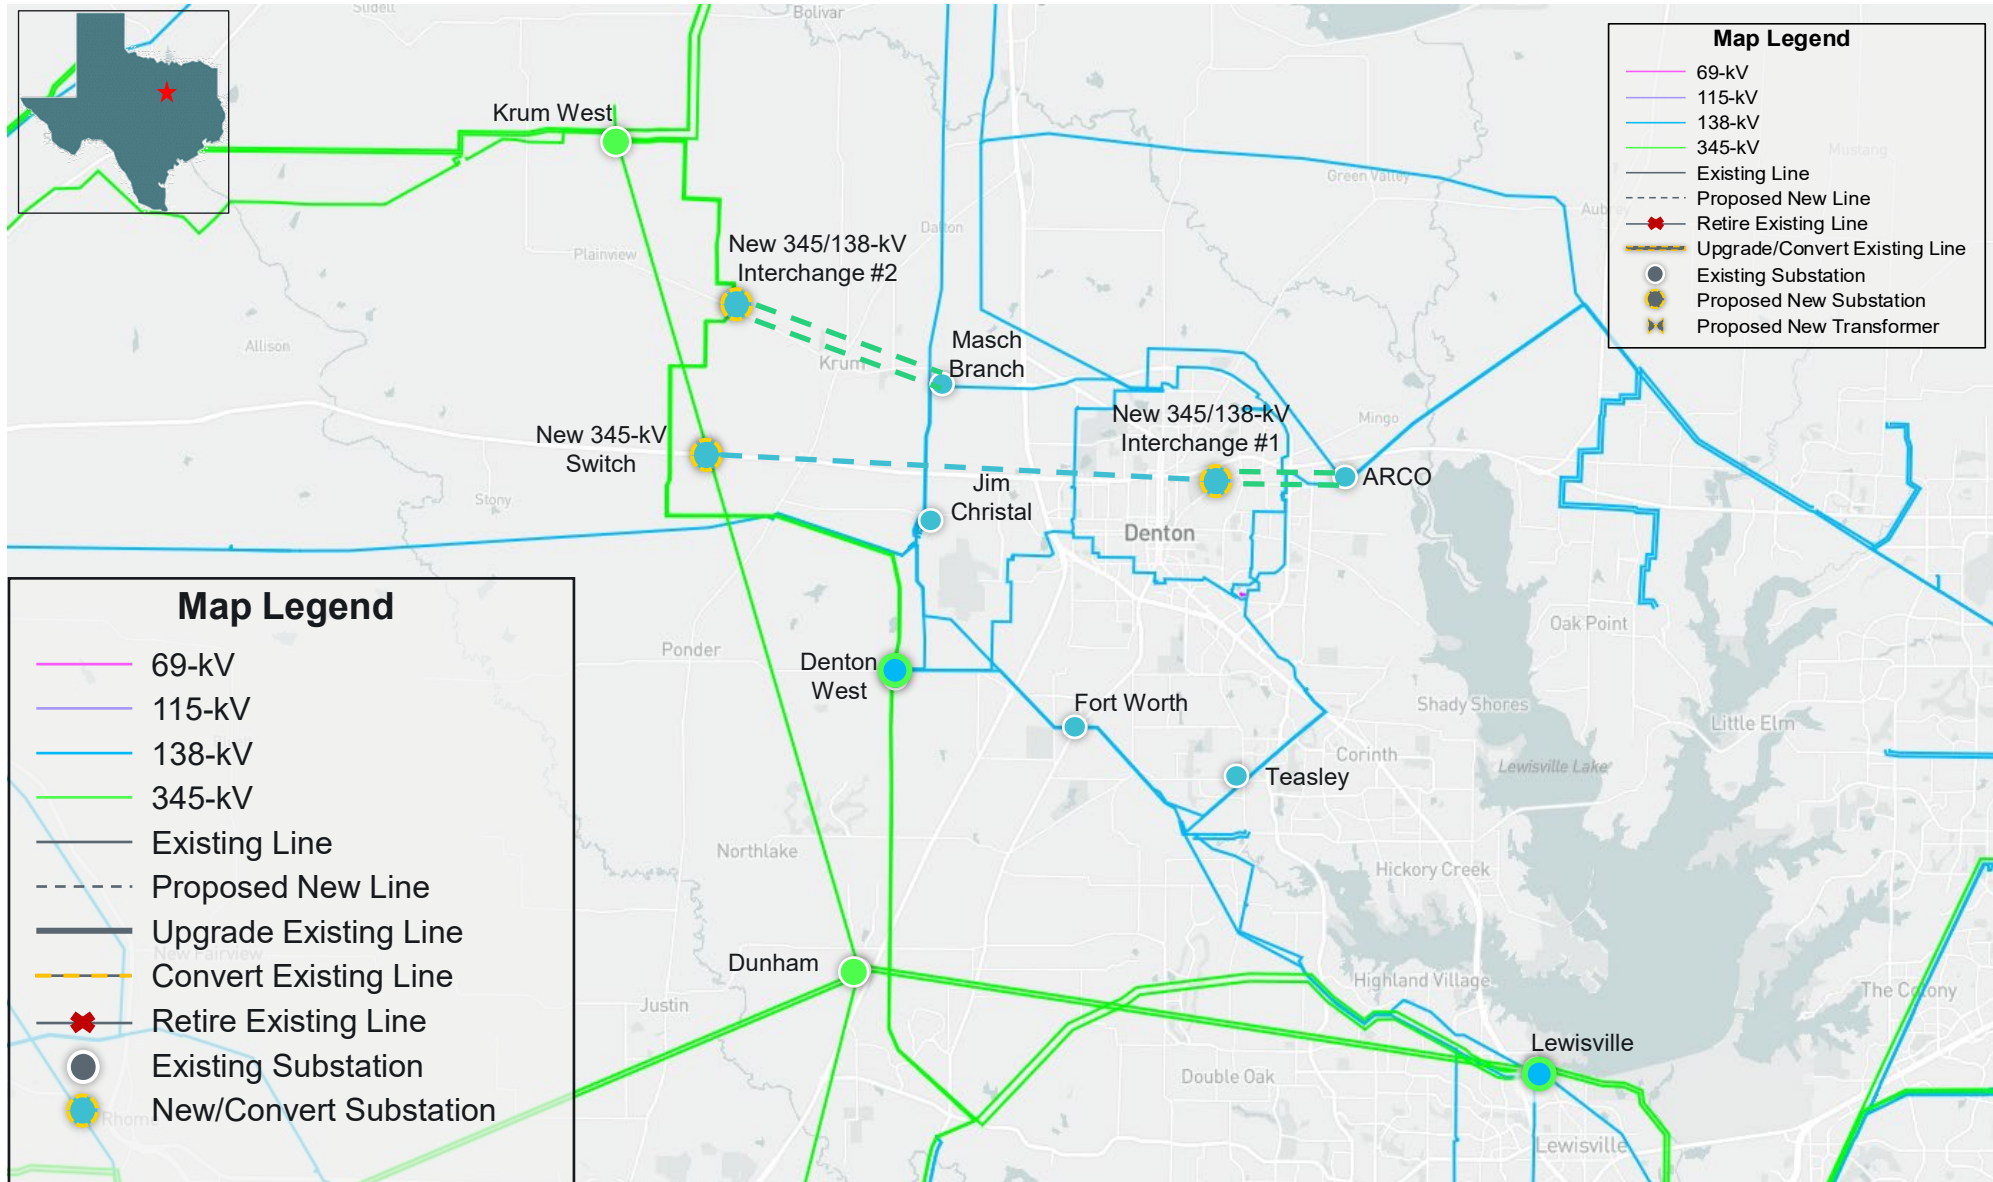 Slidell
Bolivar
Krum West
Map Legend
69-kV
115-kV
138-kV
345-kV
Existing Line
Proposed New Line
Retire Existing Line
Upgrade/Convert Existing Line
Existing Substation
Proposed New Substation
Proposed New Transformer
Mustang
Green Valley
Aubrey
Dalton
Plainview
New 345/138-kV
Interchange #2
Allison
Krum
Masch
Branch
New 345/138-kV
Interchange #1
Mingo
New 345-kV
Switch
Stony
Jim
Christal
ARCO
Denton
Oak Point
Ponder
Denton
West
Fort Worth
Shady Shores
Little Elm
Corinth
Lewisville Lake
Teasley
Northlake
Hickory Creek
Dunham
Justin
Highland Village
The Colony
Lewisville
Double Oak
Lewisville
Map Legend
69-kV
115-kV
138-kV
345-kV
Existing Line
Proposed New Line
Upgrade Existing Line
New Fairview
Convert Existing Line
Retire Existing Line
Existing Substation
New/Convert Substation
Rhome